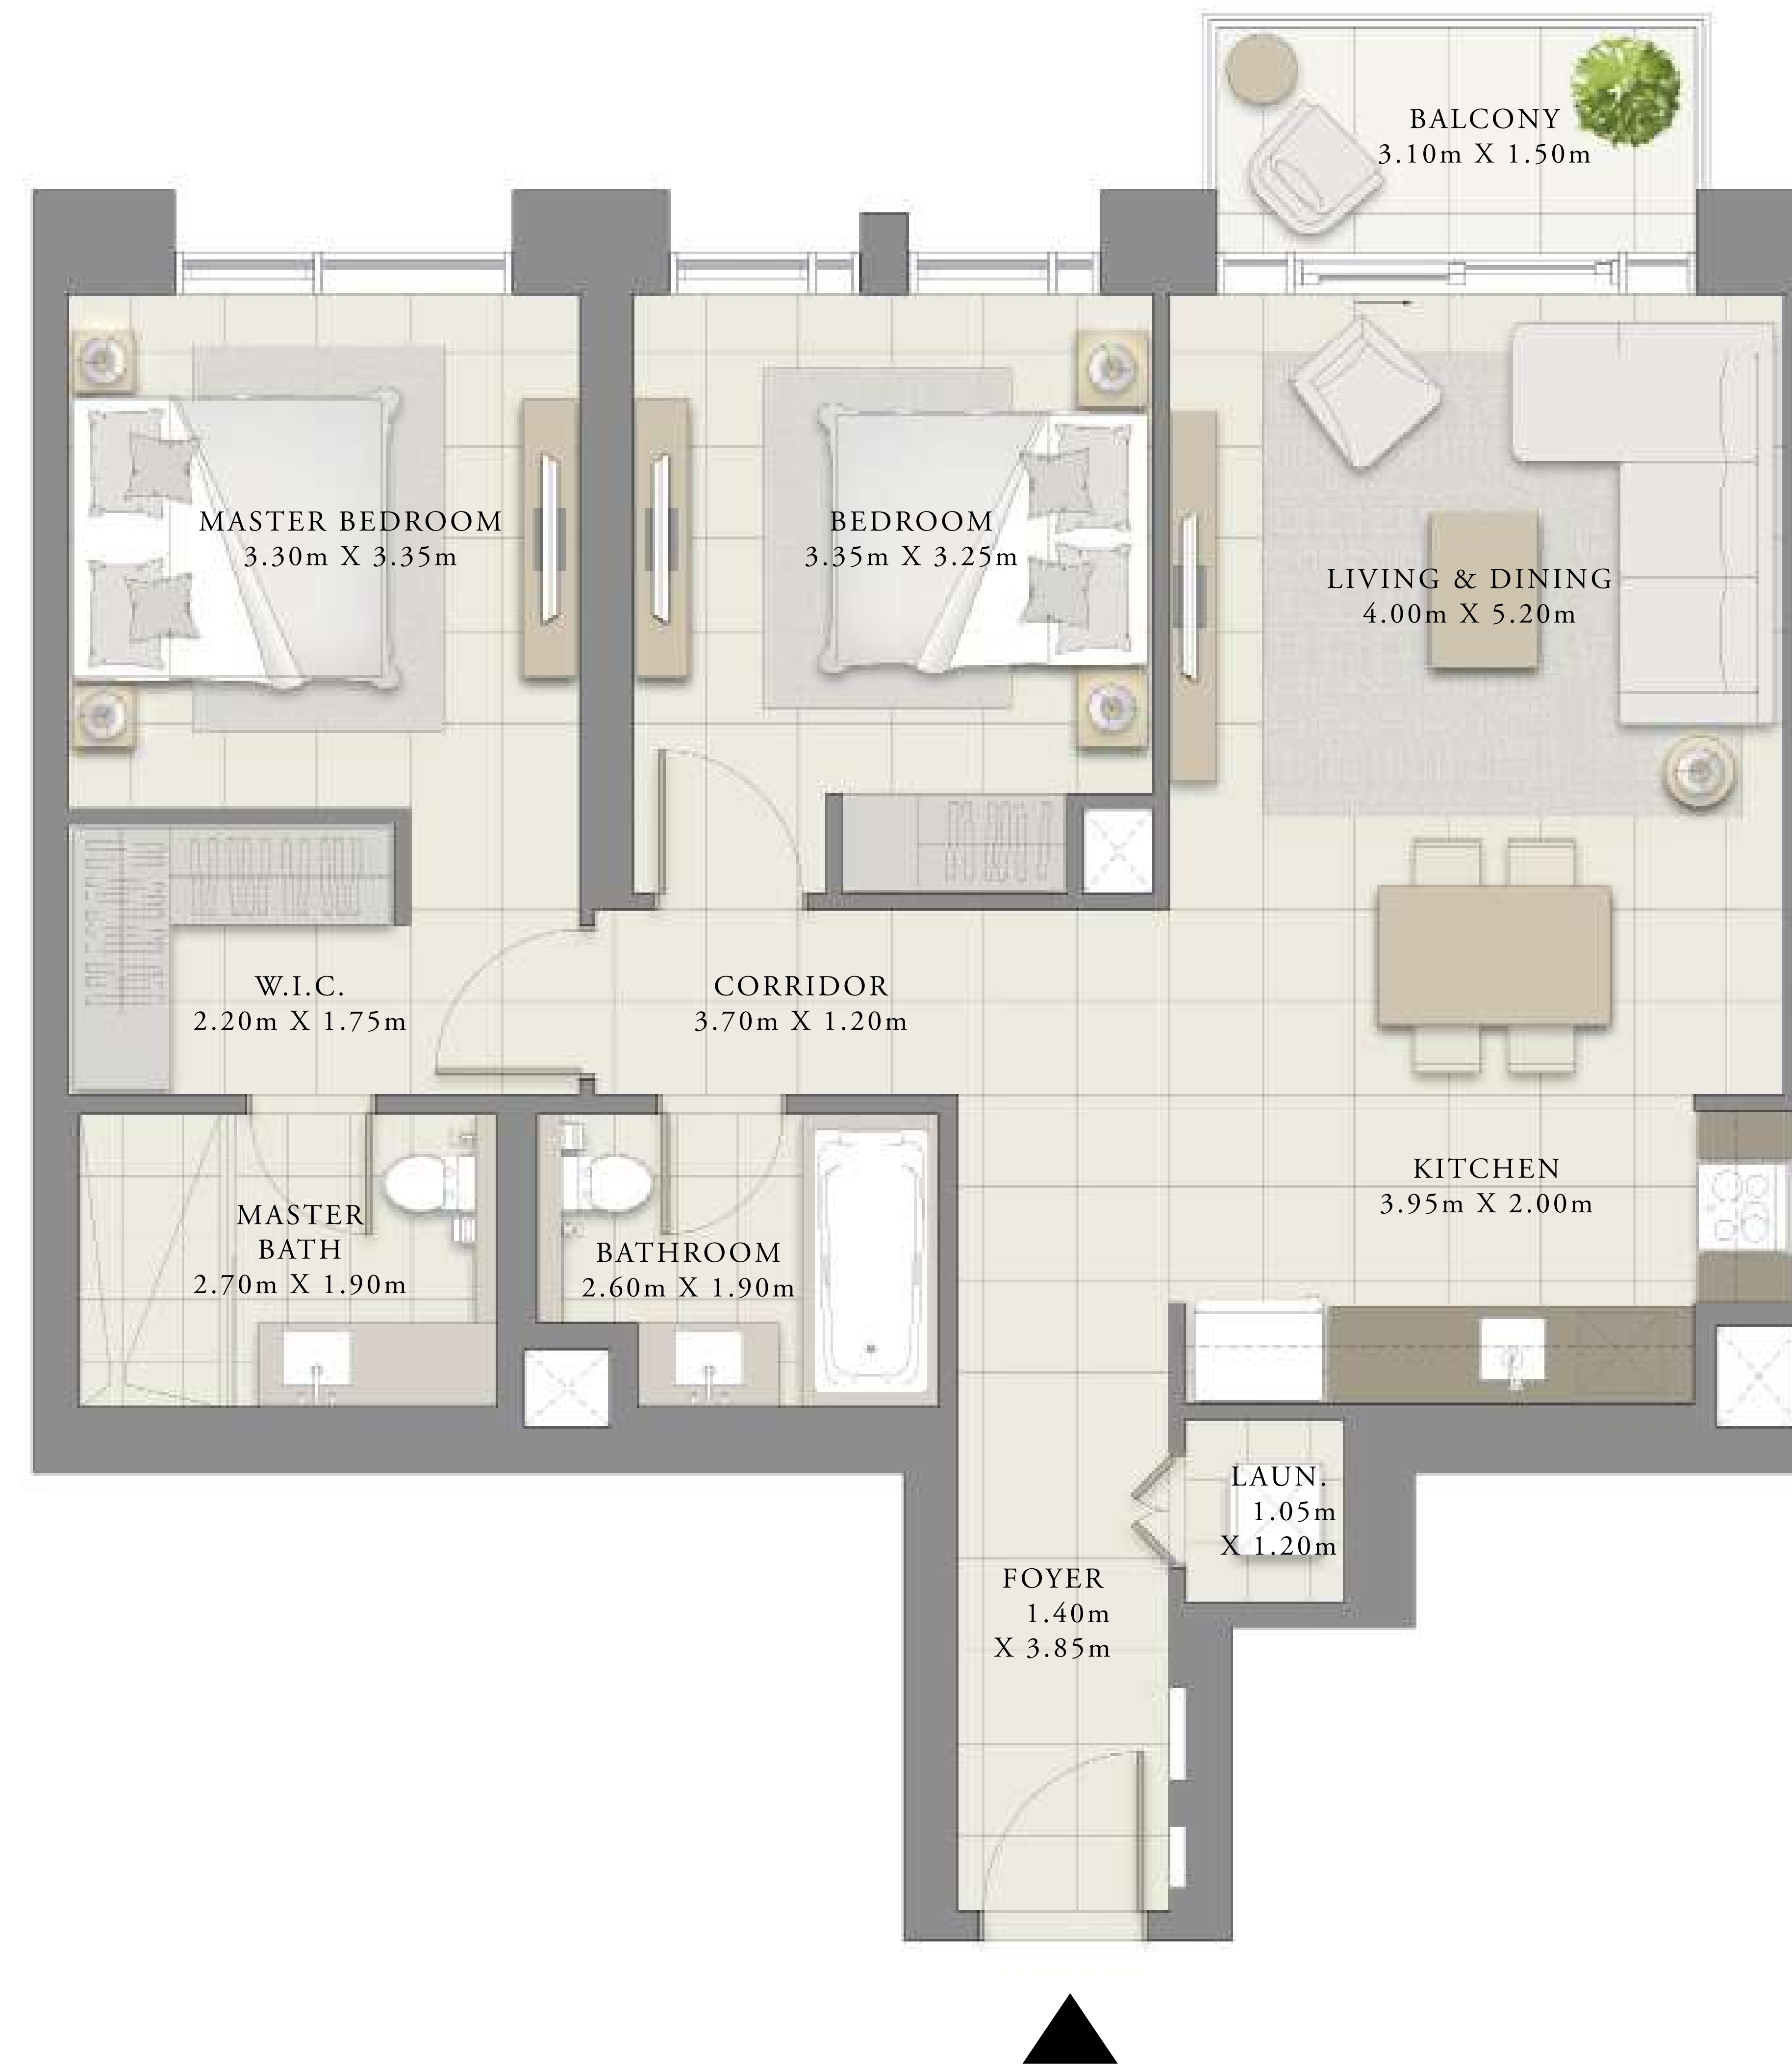 BALCONY
3.10m X 1.50m
MASTER BEDROOM
3.30m X 3.35m
BEDROOM
3.35m X 3.25m
LIVING & DINING
4.00m X 5.20m
W.I.C.
2.20m X 1.75m
CORRIDOR
3.70m X 1.20m
KITCHEN
3.95m X 2.00m
MASTER
BATH
2.70m X 1.90m
BATHROOM
2.60m X 1.90m
LAUN.
1.05m
X 1.20m
FOYER
1.40m
X 3.85m